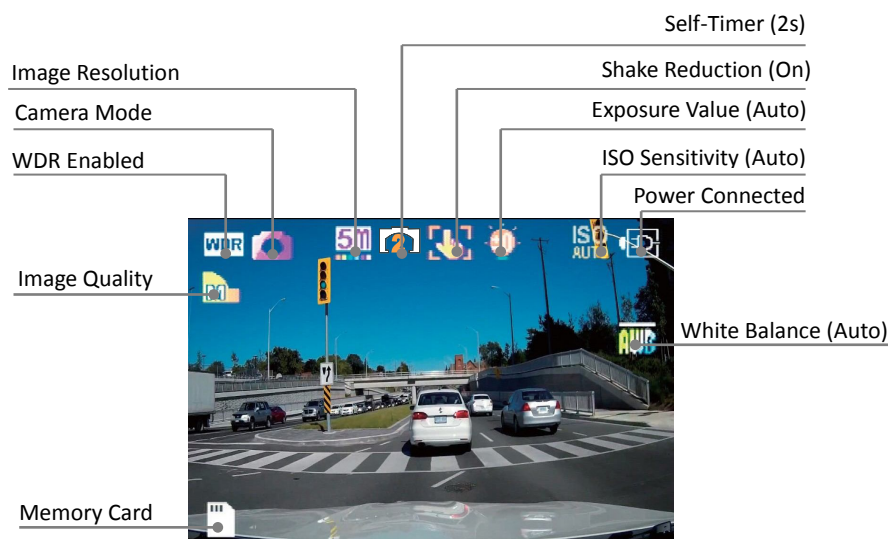 Self-Timer (2s)
Image Resolution
Shake Reduction (On)
Camera Mode
Exposure Value (Auto)
WDR Enabled
ISO Sensitivity (Auto)
Power Connected
WDR
5m
2
ISO
AUTO
Image Quality
White Balance (Auto)
AWB
Memory Card